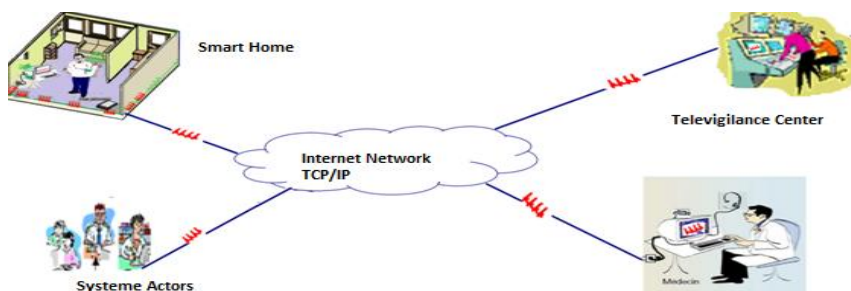 Smart Home
Televigilance Center
Internet Network
TCP/IP
Systeme Actors
Médecin